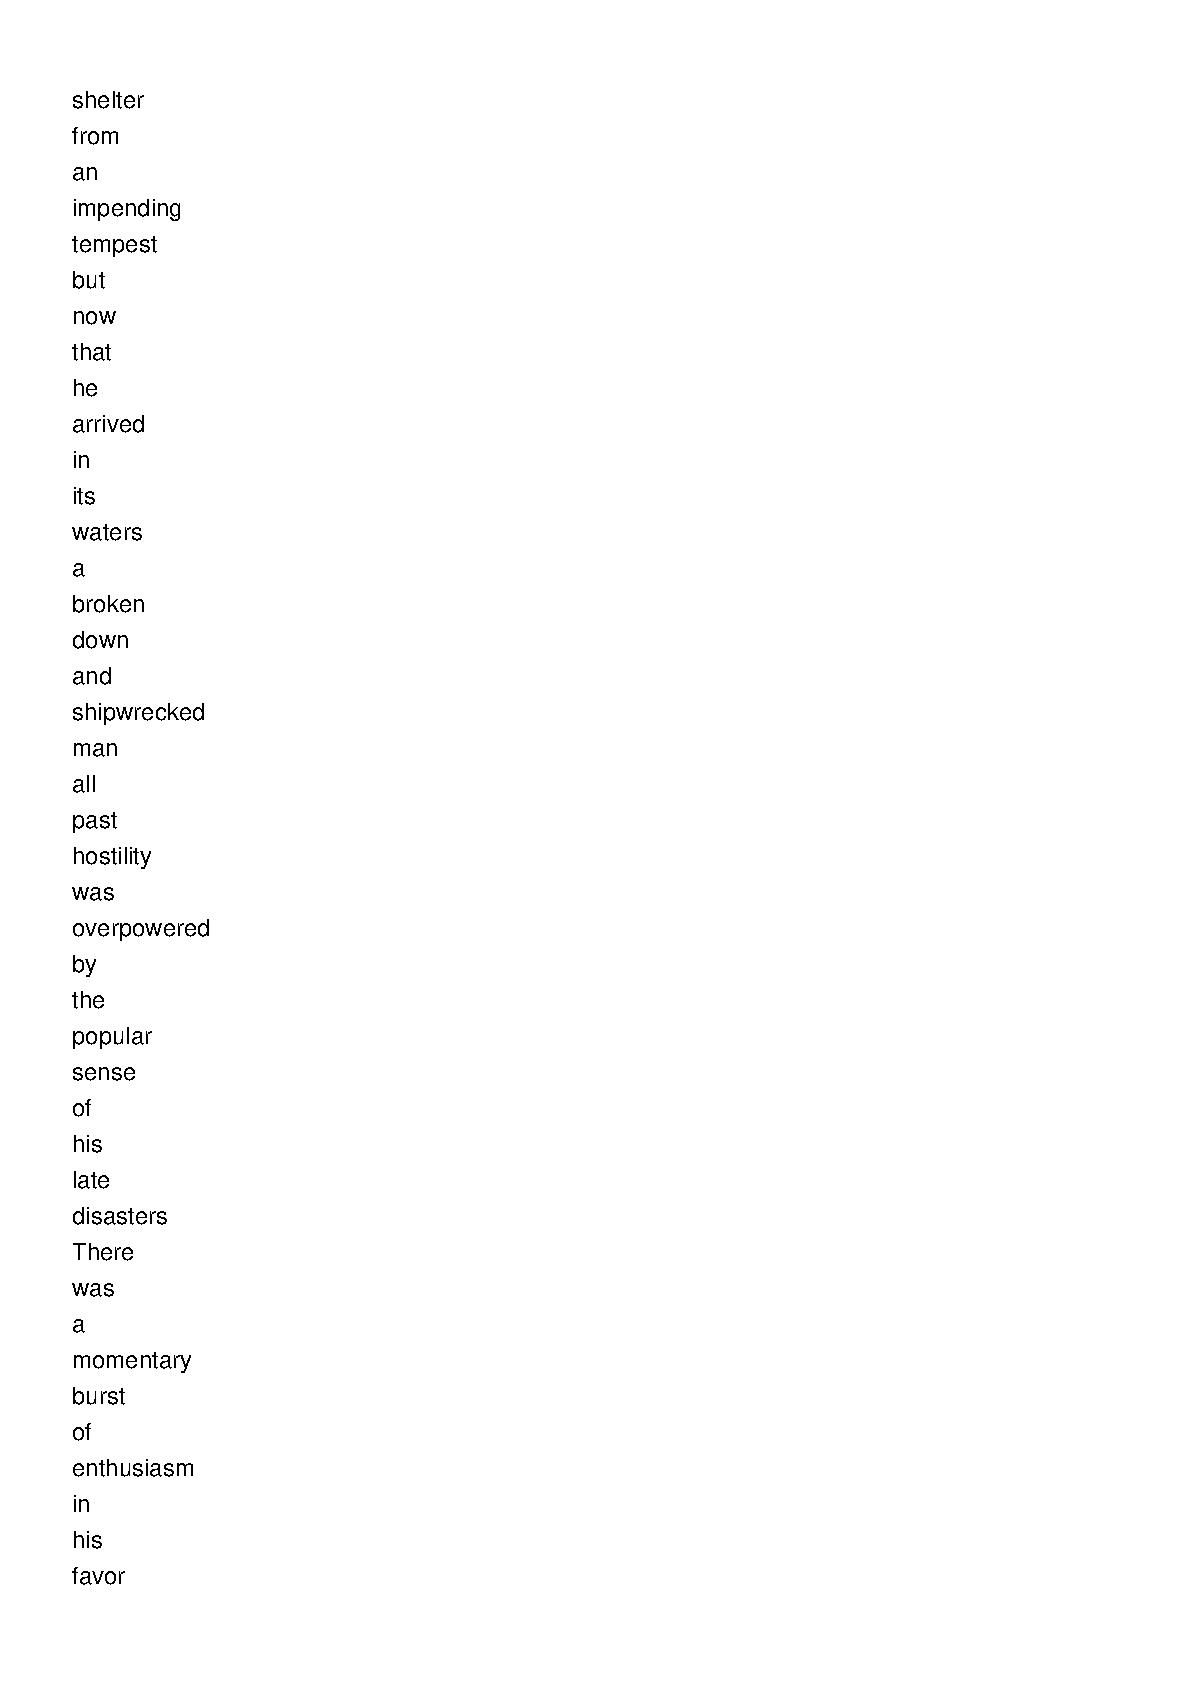 shelter
from
an
impending
tempest
but
now
that
he
arrived
in
its
waters
a
broken
down
and
shipwrecked
man
all
past
hostility
was
overpowered
by
the
popular
sense
of
his
late
disasters
There
was
a
momentary
burst
of
enthusiasm
in
his
favor